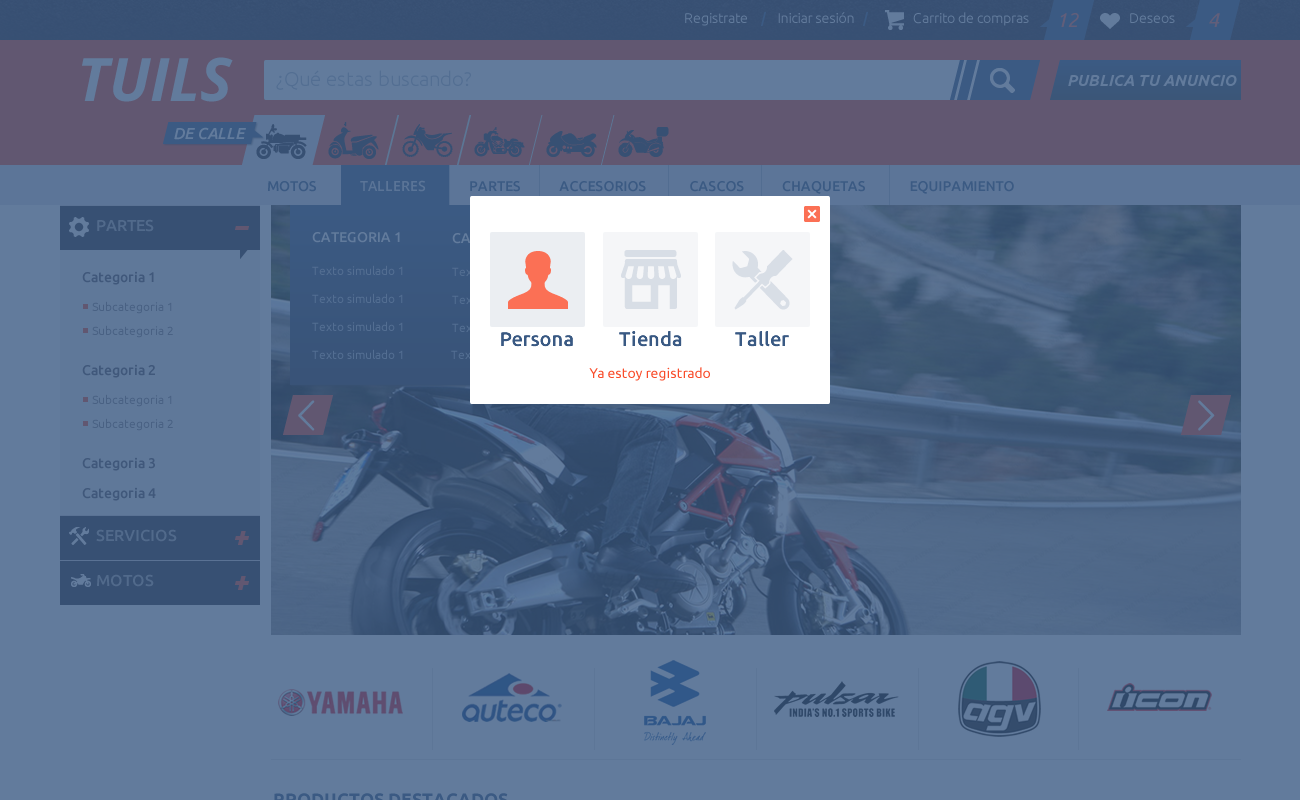 Registrate / Iniciar sesión / Carrito de compras 12 Deseos 4
TUILS
¿Qué estas buscando?
PUBLICA TU ANUNCIO
DE CALLE
MOTOS TALLERES PARTES ACCESORIOS CASCOS CHAQUETAS EQUIPAMIENTO
PARTES
Categoria 1
Subcategoria 1
Subcategoria 2
Categoria 2
Subcategoria 1
Subcategoria 2
Categoria 3
Categoria 4
SERVICIOS
MOTOS
CATEGORIA 1
Texto simulado 1
Texto simulado 1
Texto simulado 1
Texto simulado 1
CA
Tex
Tex
Tex
Tex
Persona Tienda Taller
Ya estoy registrado
YAMAHA
auteco
BAJAJ
Distinctly Ahead
pulsar
INDIA'S NO.1 SPORTS BIKE
agv
icon
PRODUCTOS DESTACADOS